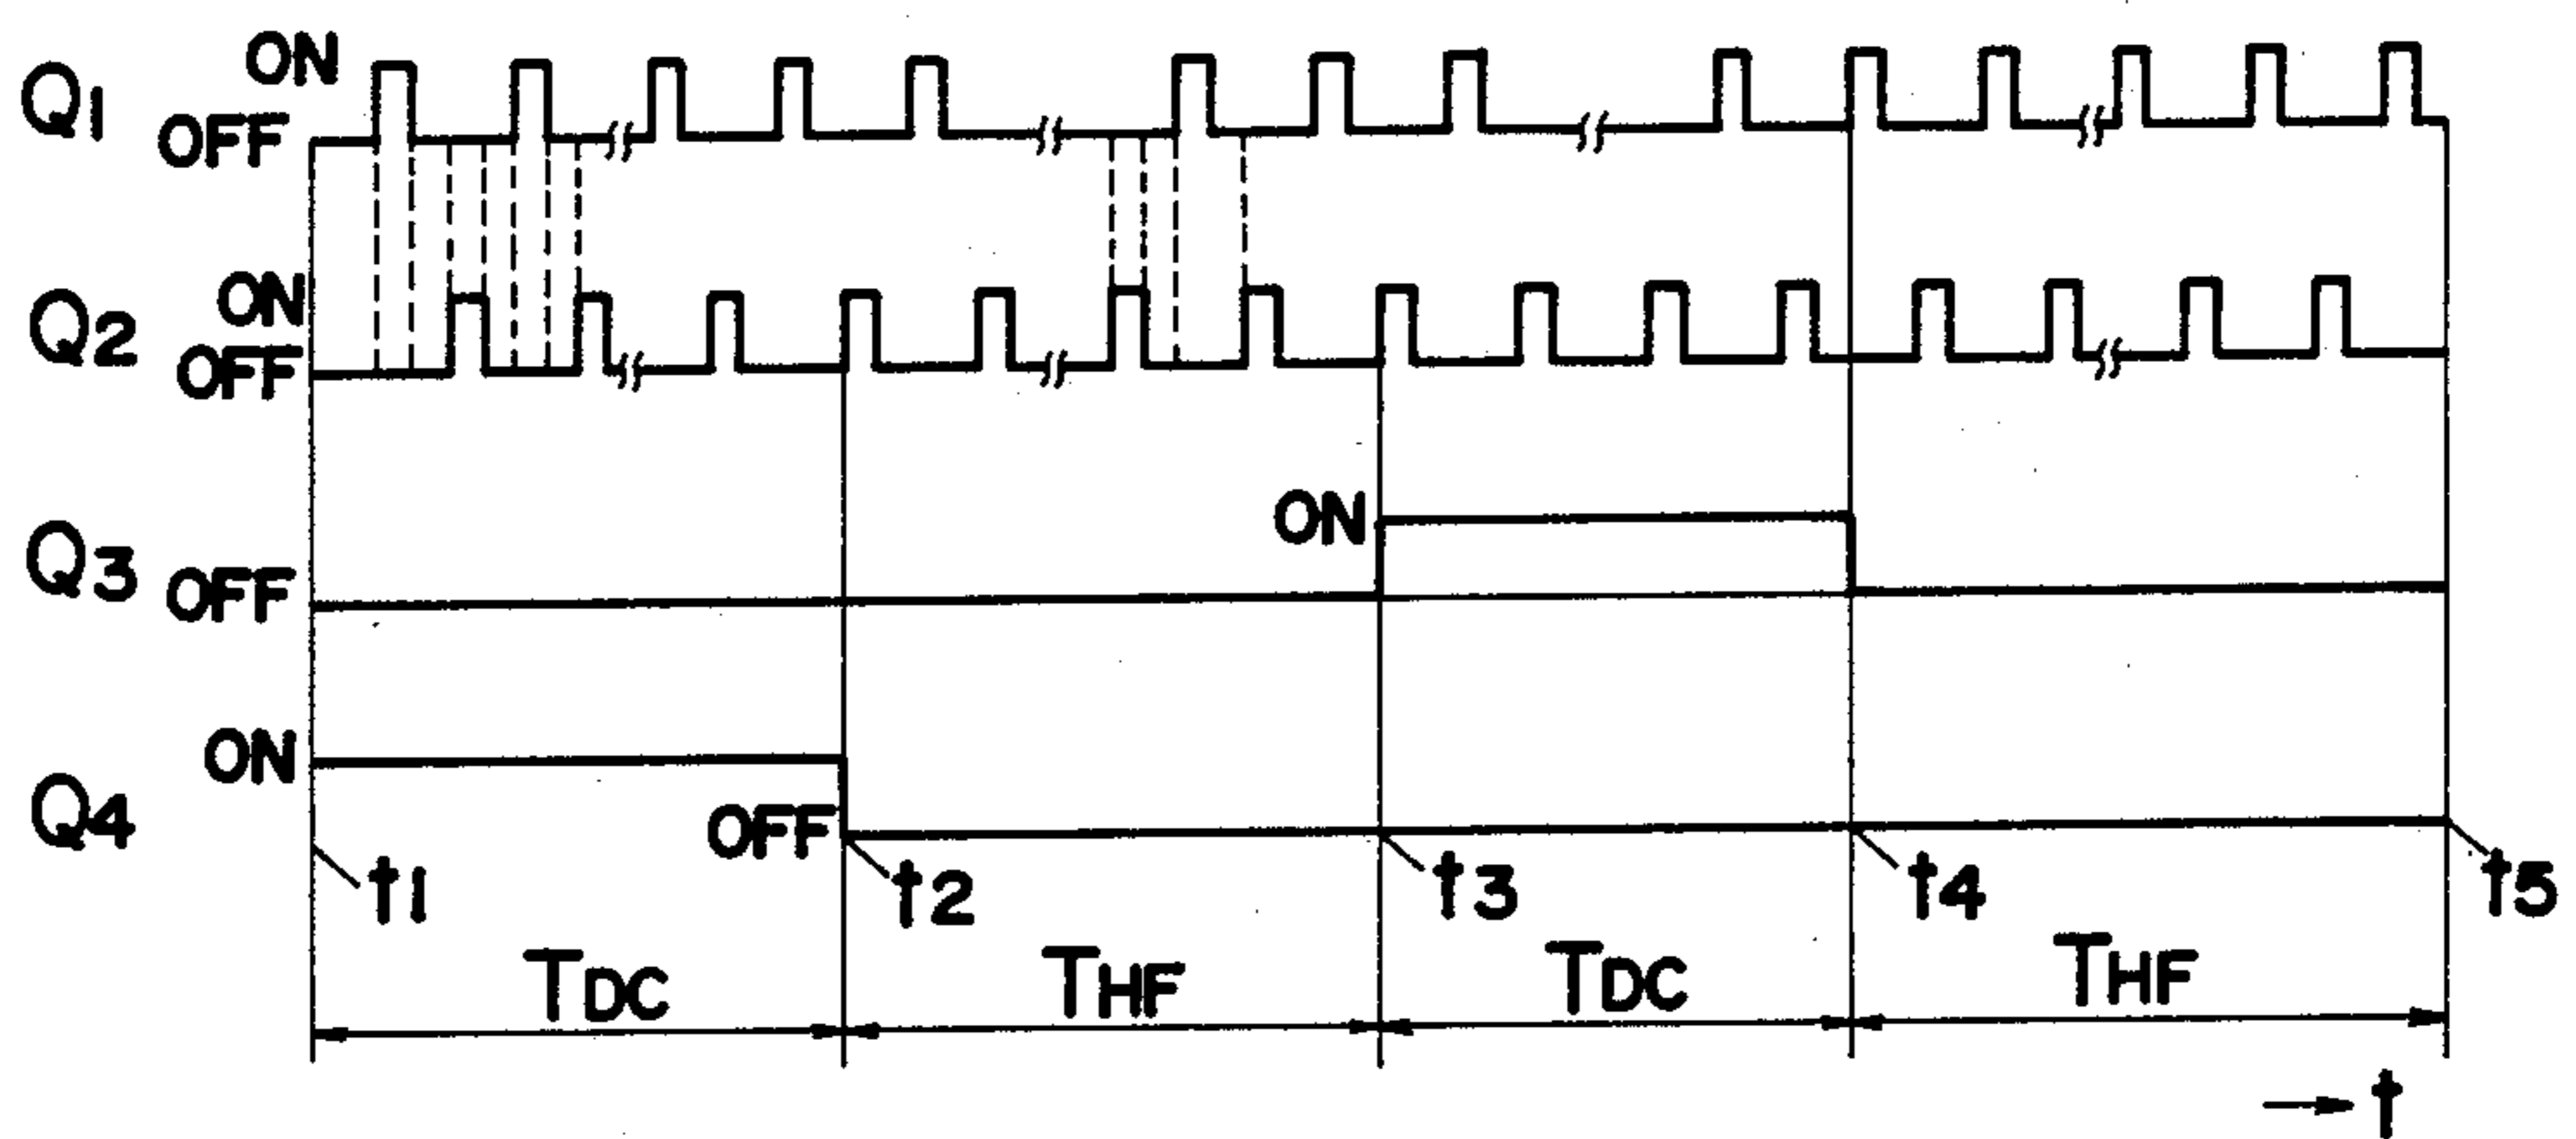 Q1 ON
OFF
Q2 ON
OFF
Q3 ON
OFF
Q4 ON
OFF
t1 t2 t3 t4 t5
TDC THF TDC THF
t